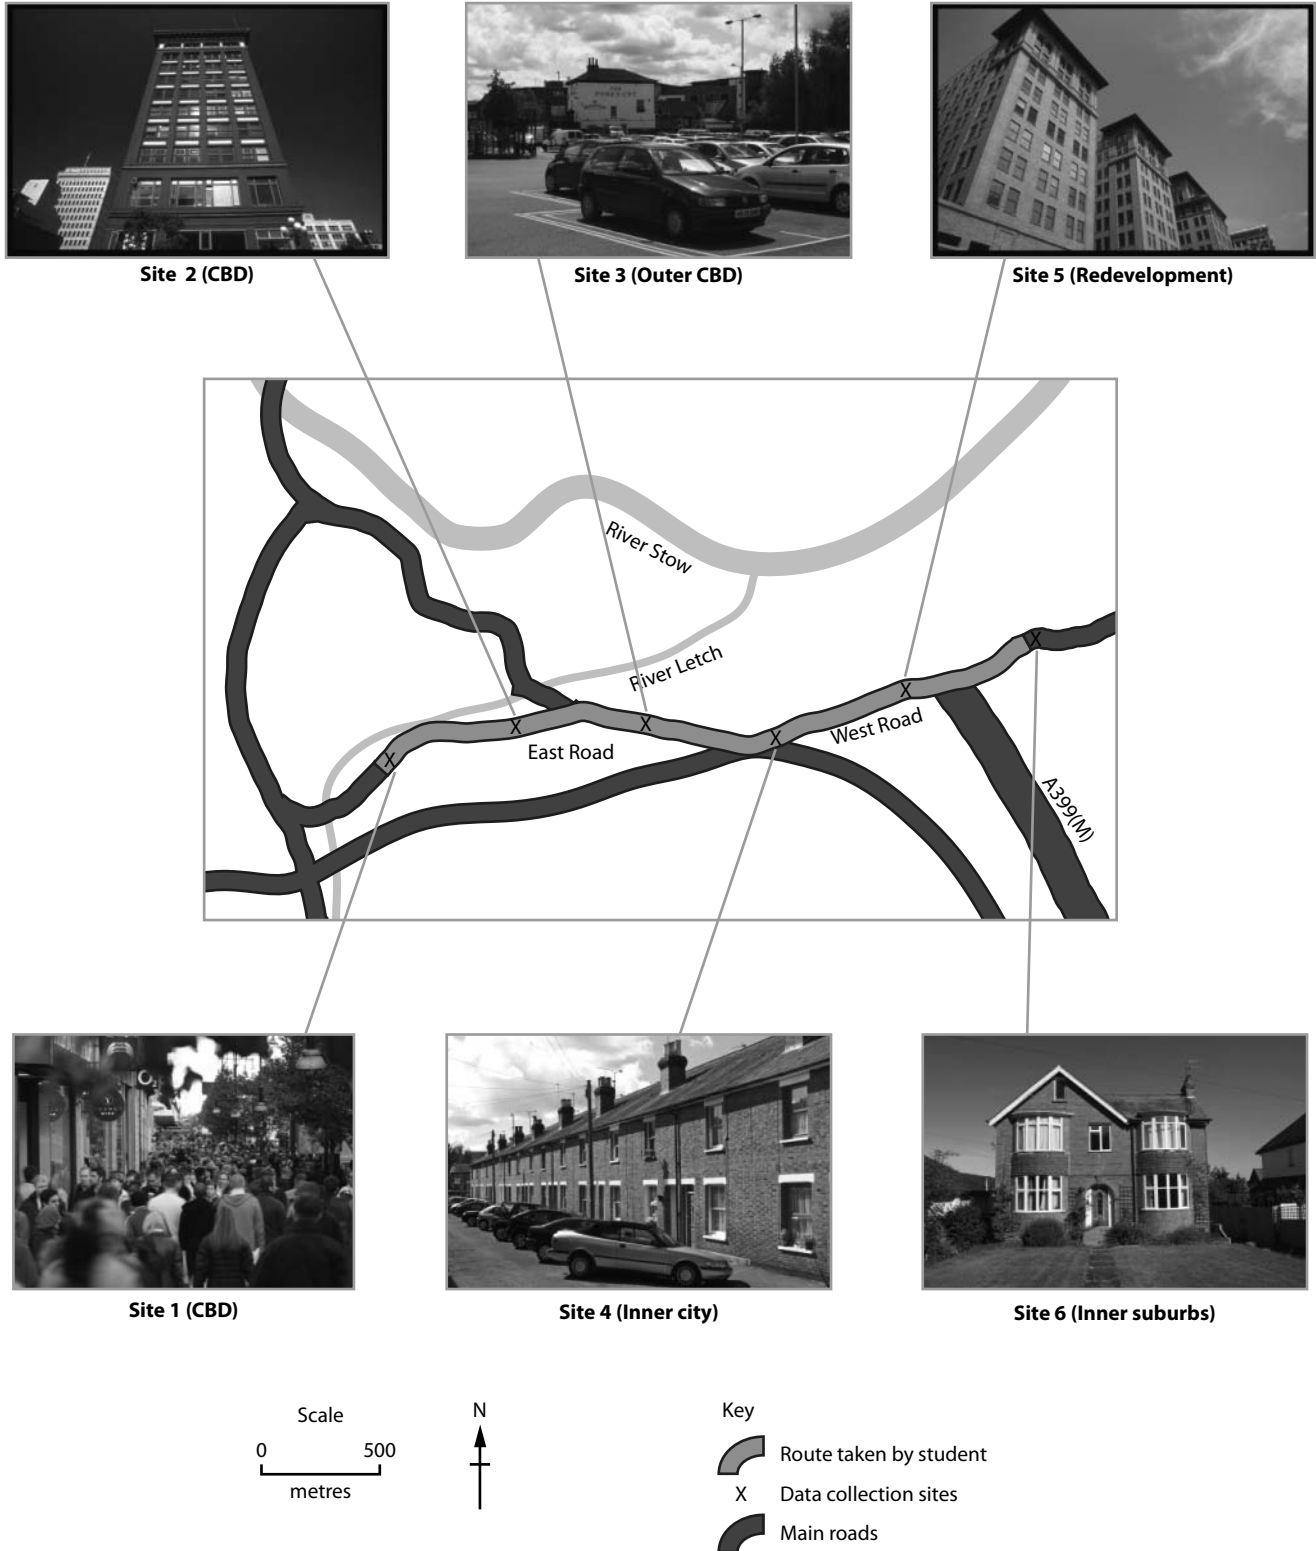 Site 2 (CBD)
Site 3 (Outer CBD)
Site 5 (Redevelopment)
River Stow
River Letch
East Road
West Road
A399(M)
X
X
X
X
X
X
Site 1 (CBD)
Site 4 (Inner city)
Site 6 (Inner suburbs)
Scale
0 500
metres
N
Key
Route taken by student
X Data collection sites
Main roads